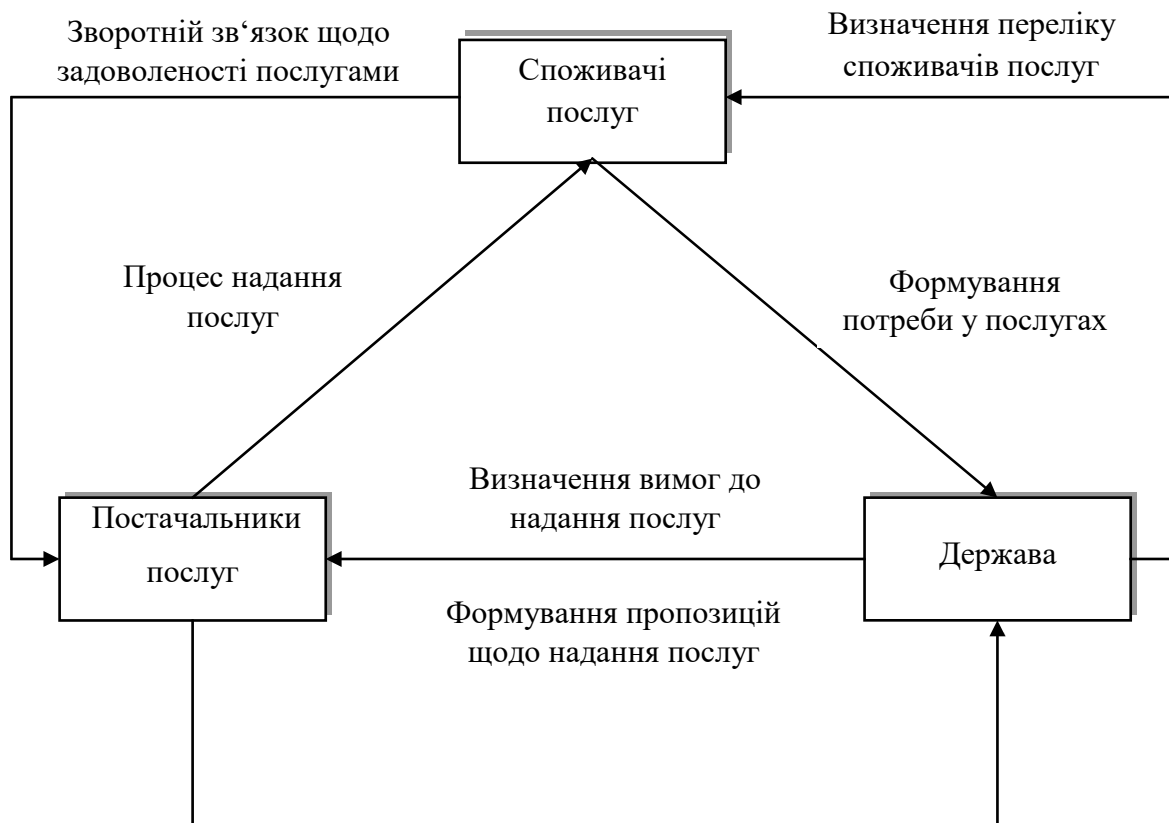 Зворотній зв‘язок щодо
задоволеності послугами
Споживачі
послуг
Визначення переліку
споживачів послуг
Процес надання
послуг
Формування
потреби у послугах
Визначення вимог до
надання послуг
Постачальники
послуг
Держава
Формування пропозицій
щодо надання послуг